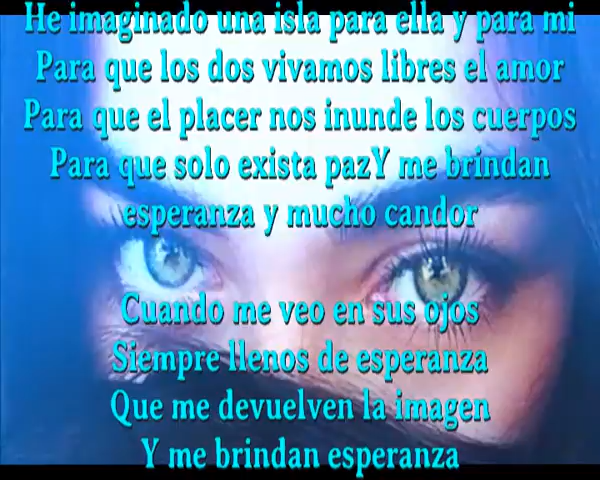 He imaginado una isla para ella y para mi
Para que los dos vivamos libres el amor
Para que el placer nos inunde los cuerpos
Para que solo exista pazY me brindan
esperanza y mucho candor
Cuando me veo en sus ojos
Siempre llenos de esperanza
Que me devuelven la imagen
Y me brindan esperanza